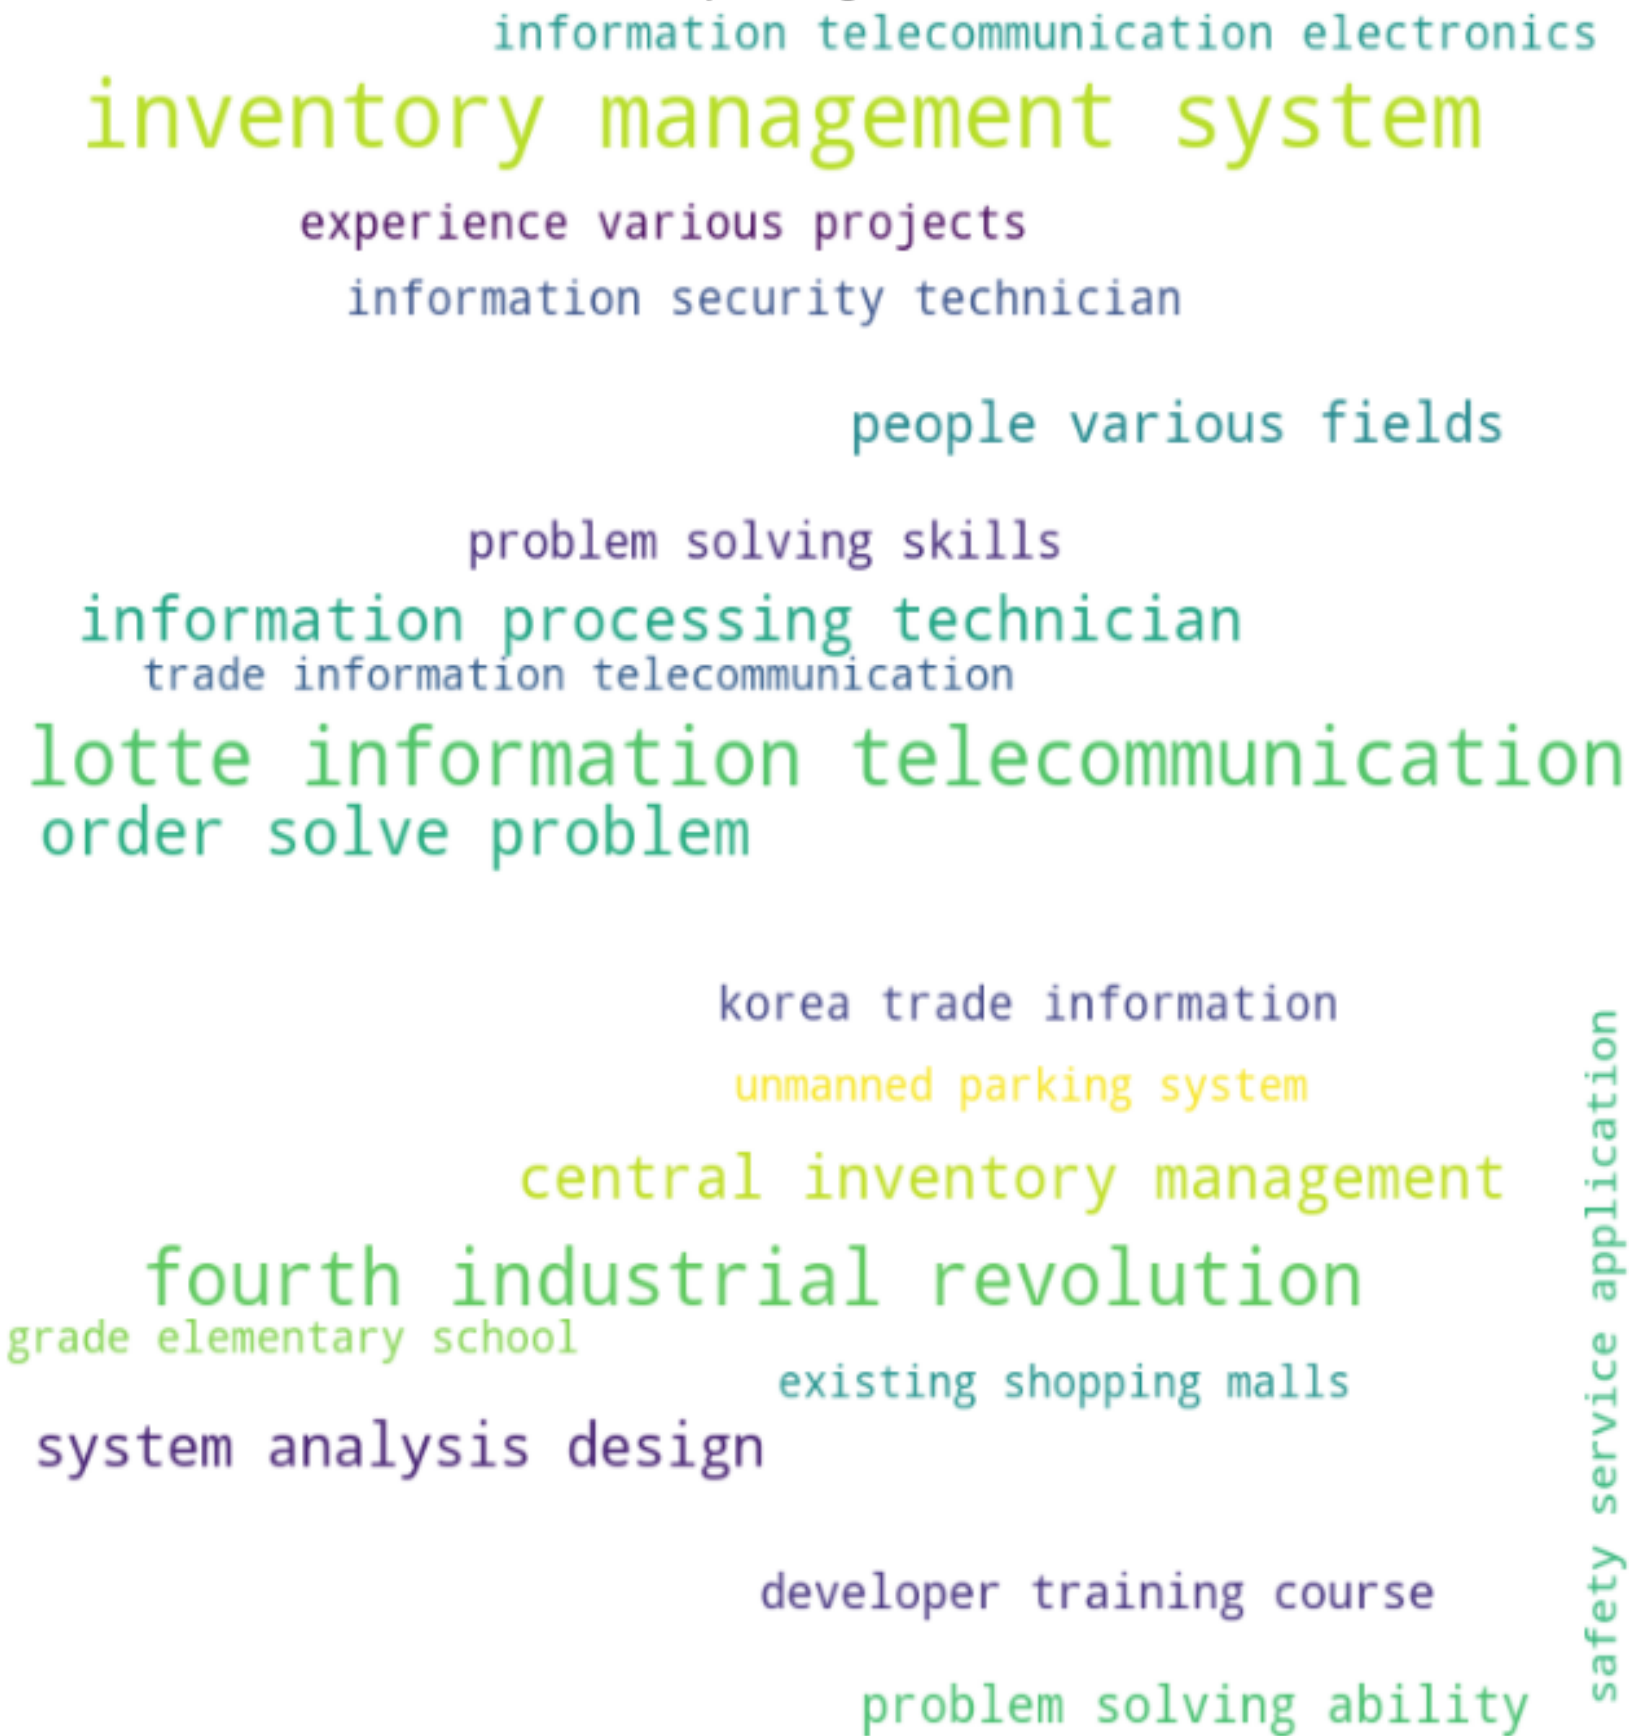 information telecommunication electronics
inventory management system
experience various projects
information security technician
people various fields
problem solving skills
information processing technician
trade information telecommunication
lotte information telecommunication
order solve problem
korea trade information
unmanned parking system
central inventory management
fourth industrial revolution
grade elementary school
existing shopping malls
system analysis design
developer training course
problem solving ability
safety service application